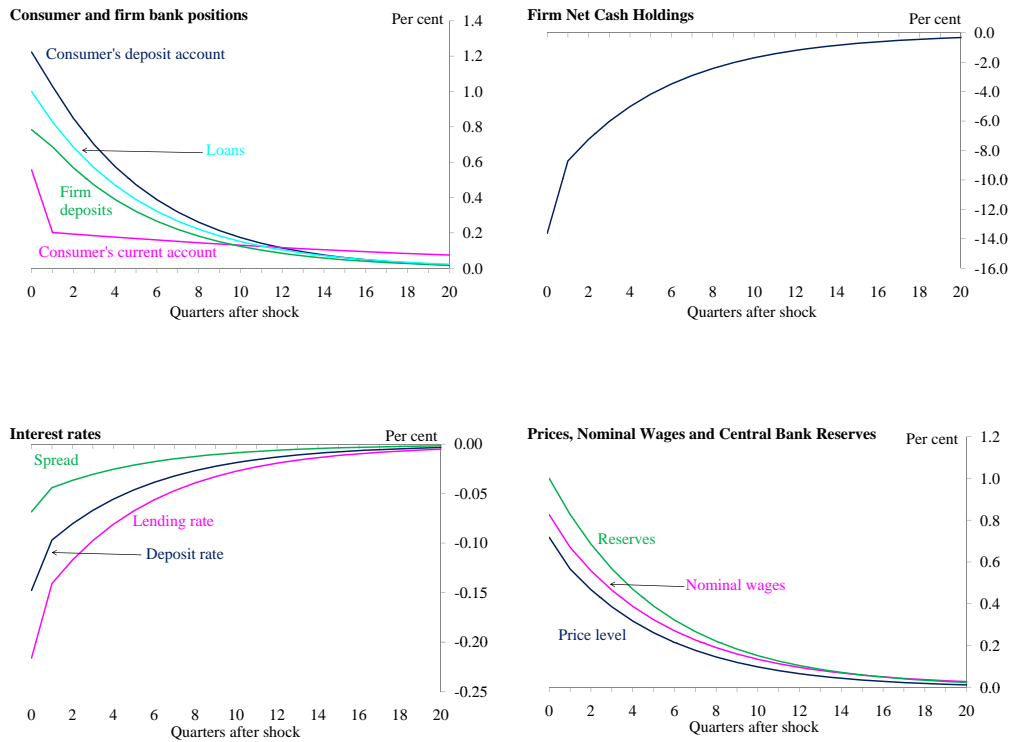 Consumer and firm bank positions
Per cent
1.4
1.2
1.0
0.8
0.6
0.4
0.2
0.0
Consumer's deposit account
Loans
Firm
deposits
Consumer's current account
0 2 4 6 8 10 12 14 16 18 20
Quarters after shock
Firm Net Cash Holdings
Per cent
0.0
-2.0
-4.0
-6.0
-8.0
-10.0
-12.0
-14.0
-16.0
0 2 4 6 8 10 12 14 16 18 20
Quarters after shock
Interest rates
Per cent
0.00
-0.05
-0.10
-0.15
-0.20
-0.25
Spread
Lending rate
Deposit rate
0 2 4 6 8 10 12 14 16 18 20
Quarters after shock
Prices, Nominal Wages and Central Bank Reserves
Per cent
1.2
1.0
0.8
0.6
0.4
0.2
0.0
Reserves
Nominal wages
Price level
0 2 4 6 8 10 12 14 16 18 20
Quarters after shock